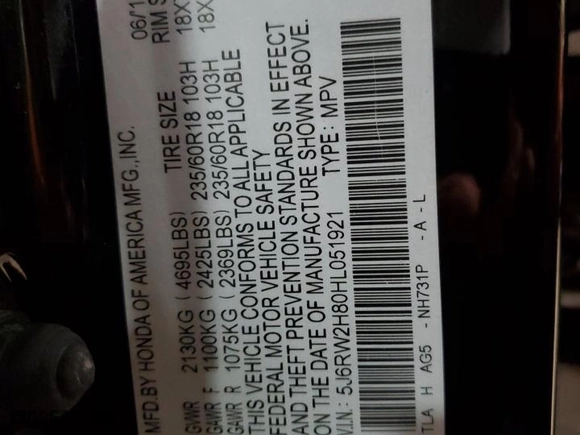 MFD.BY HONDA OF AMERICA MFG.,INC. 06/1
TIRE SIZE RIM S
GVWR 2130KG (4695LBS)
GAWR F 1100KG (2425LBS) 235/60R18 103H 18X
GAWR R 1075KG (2369LBS) 235/60R18 103H 18X
THIS VEHICLE CONFORMS TO ALL APPLICABLE
FEDERAL MOTOR VEHICLE SAFETY
AND THEFT PREVENTION STANDARDS IN EFFECT
ON THE DATE OF MANUFACTURE SHOWN ABOVE.
V.I.N.: 5J6RW2H80HL051921 TYPE: MPV
TLA H AG5 - NH731P - A - L